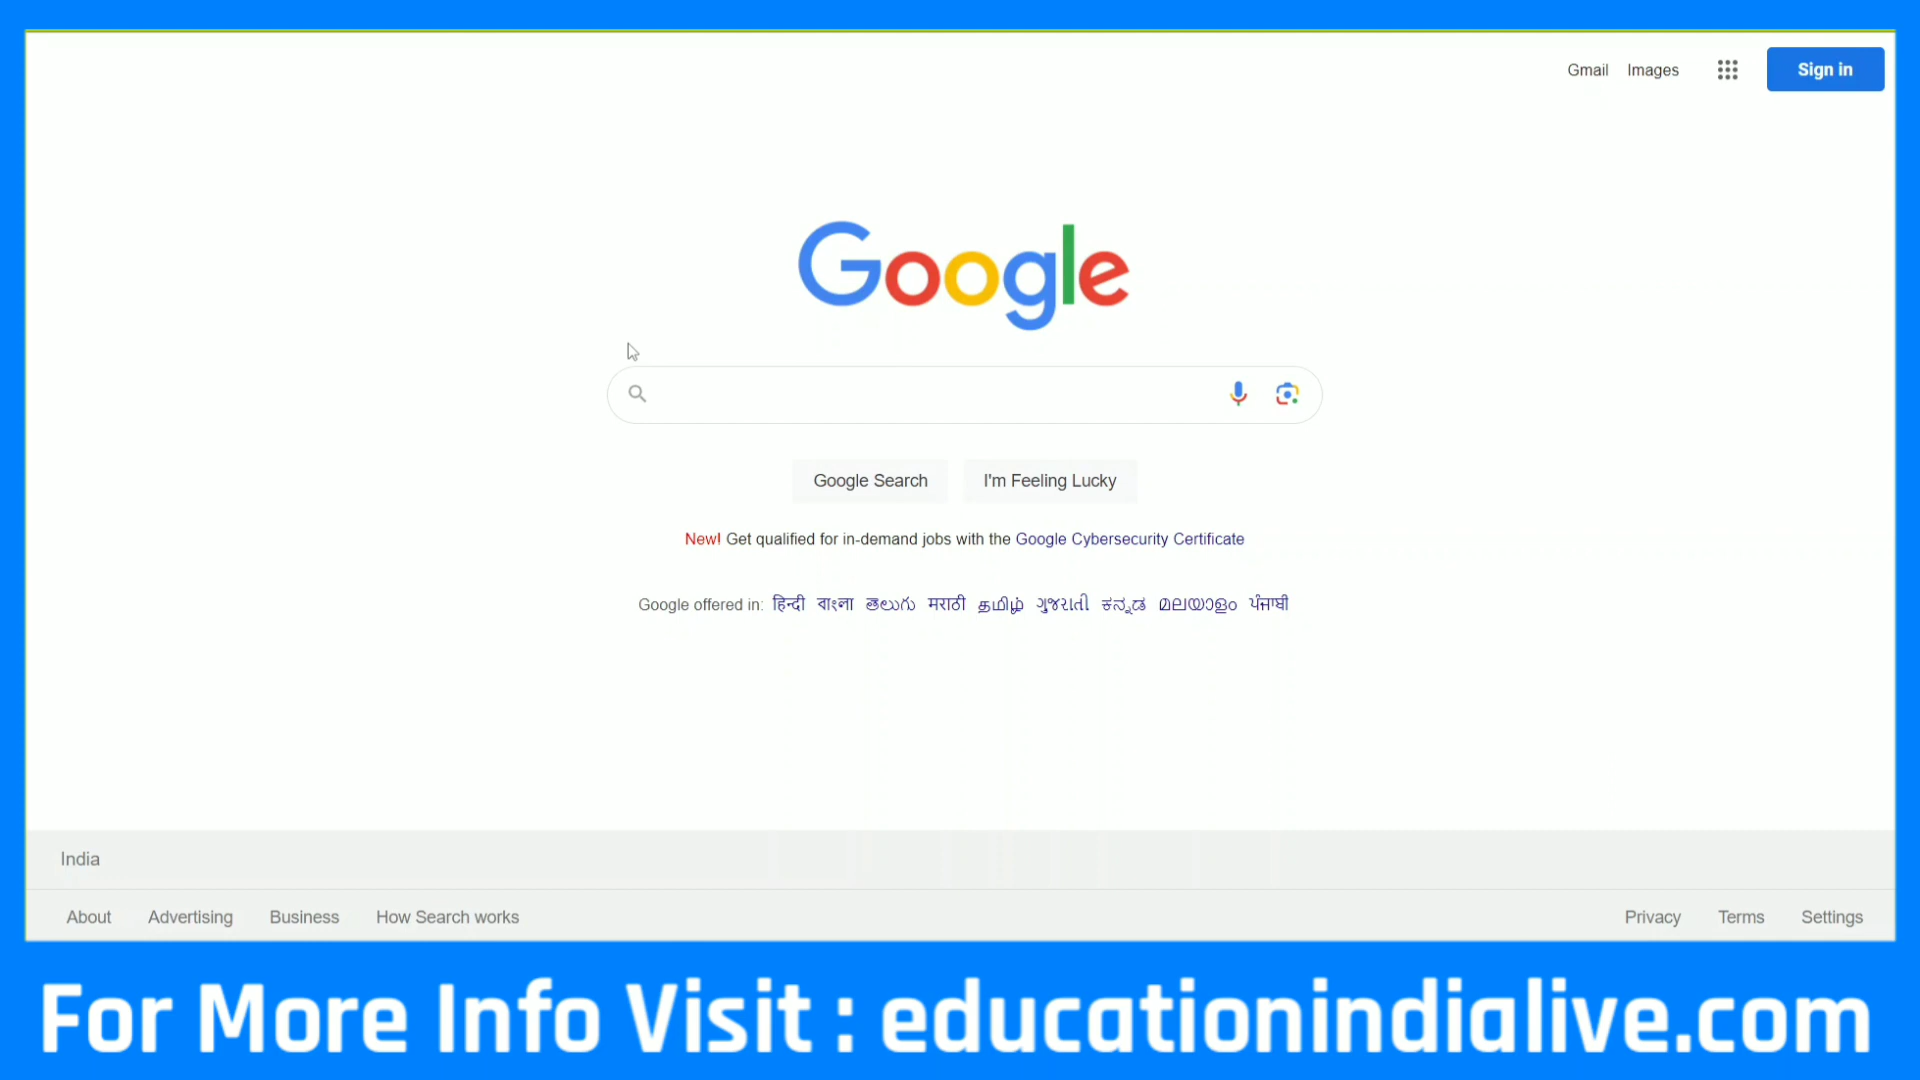 Gmail Images Sign in
Google
Google Search I'm Feeling Lucky
New! Get qualified for in-demand jobs with the Google Cybersecurity Certificate
Google offered in: हिन्दी বাংলা తెలుగు मराठी தமிழ் ગુજરાતી ಕನ್ನಡ മലയാളം ਪੰਜਾਬੀ
India
About Advertising Business How Search works Privacy Terms Settings
For More Info Visit : educationindialive.com